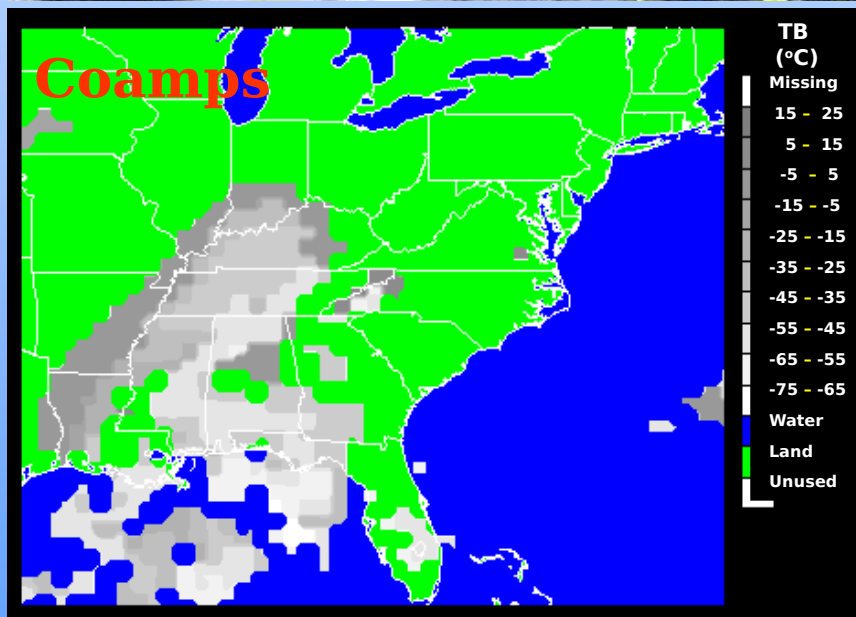 Coamps
TB
(°C)
Missing
15 – 25
5 – 15
-5 – 5
-15 – -5
-25 – -15
-35 – -25
-45 – -35
-55 – -45
-65 – -55
-75 – -65
Water
Land
Unused